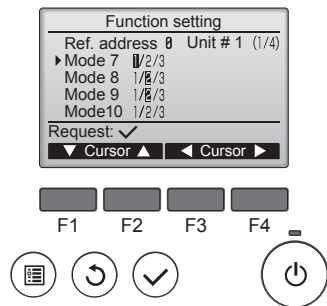 Function setting
Ref. address 0 Unit # 1 (1/4)
Mode 7 1/2/3
Mode 8 1/2/3
Mode 9 1/2/3
Mode10 1/2/3
Request: ✓
▼ Cursor ▲ ◀ Cursor ▶
F1 F2 F3 F4